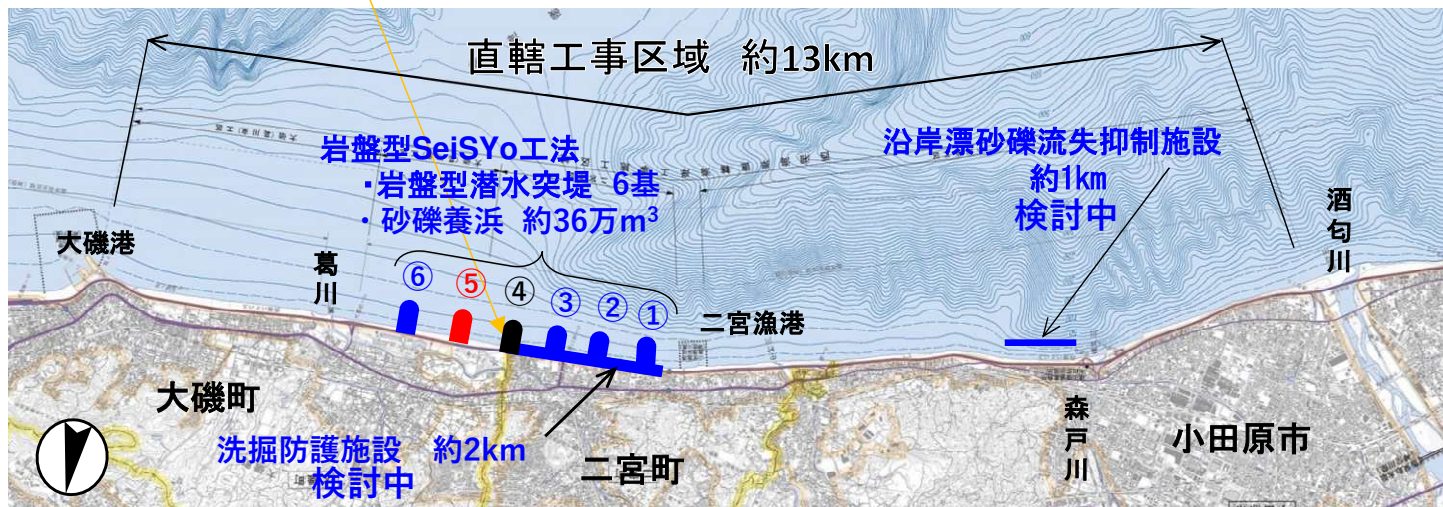 直轄工事区域 約13km
岩盤型SeiSYo工法
・岩盤型潜水突堤 6基
・砂礫養浜 約36万m³
沿岸漂砂礫流失抑制施設
約1km
検討中
大磯港
葛川
⑥
⑤
④
③
②
①
二宮漁港
酒匂川
大磯町
洗掘防護施設 約2km
検討中
二宮町
森戸川
小田原市